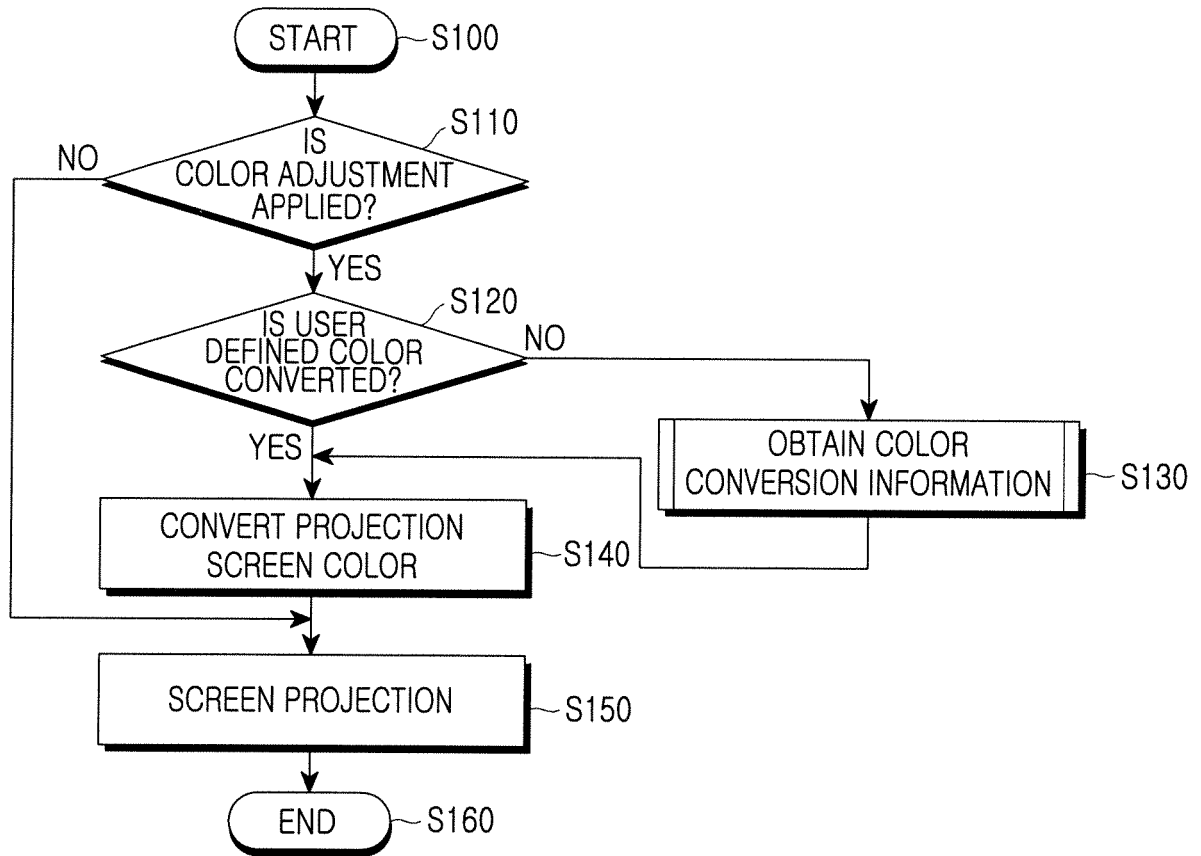 START
S100
IS
COLOR ADJUSTMENT
APPLIED?
S110
NO
YES
IS USER
DEFINED COLOR
CONVERTED?
S120
NO
YES
OBTAIN COLOR
CONVERSION INFORMATION
S130
CONVERT PROJECTION
SCREEN COLOR
S140
SCREEN PROJECTION
S150
END
S160